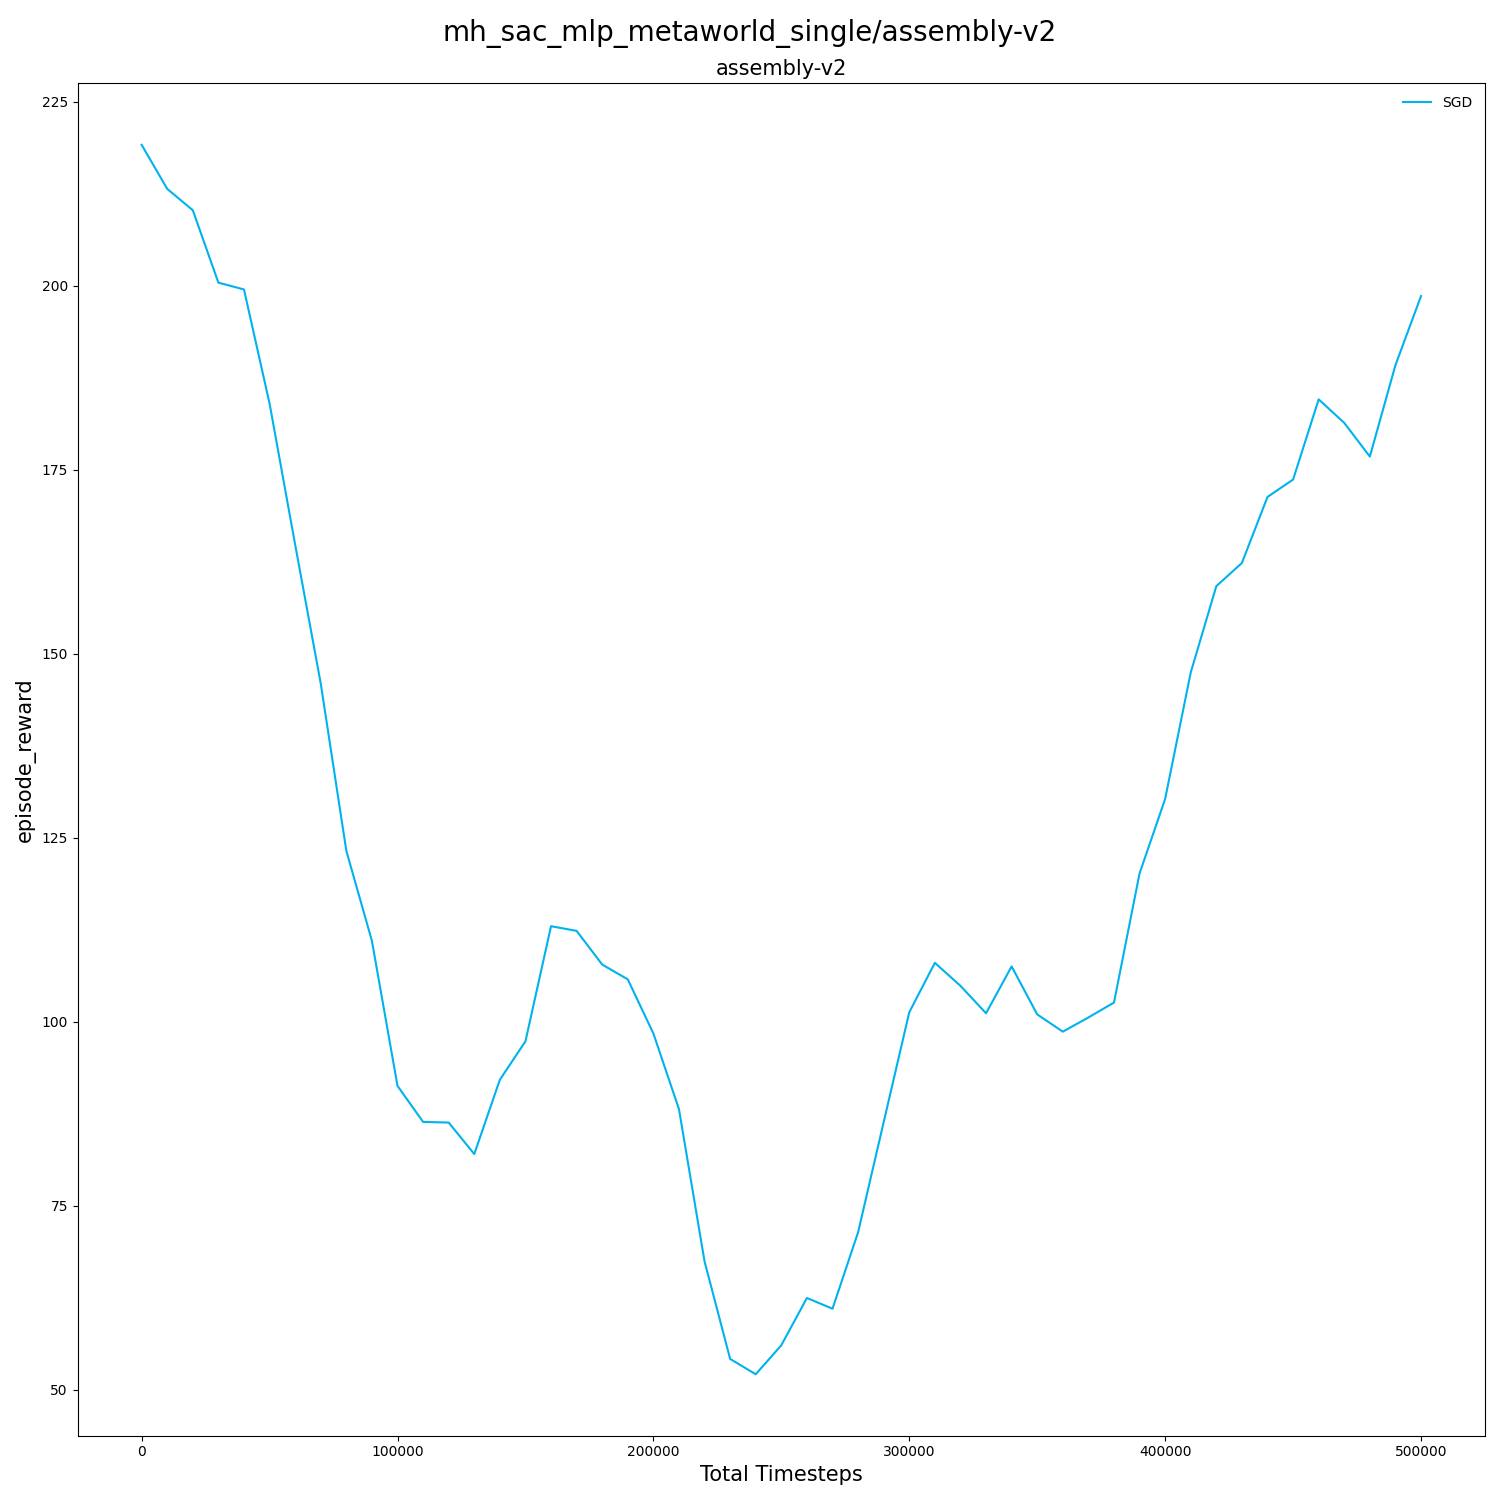 mh_sac_mlp_metaworld_single/assembly-v2
assembly-v2
SGD
225
200
175
150
125
100
75
50
episode_reward
0 100000 200000 300000 400000 500000
Total Timesteps